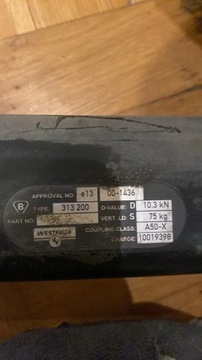 APPROVAL NO e13 00-1436
B TYPE 313 200 D-VALUE D 10.3 kN
PART NO. VERT. LD: S 75 kg
WESTFALIA COUPLING CLASS: A50-X
CHARGE: 10019398